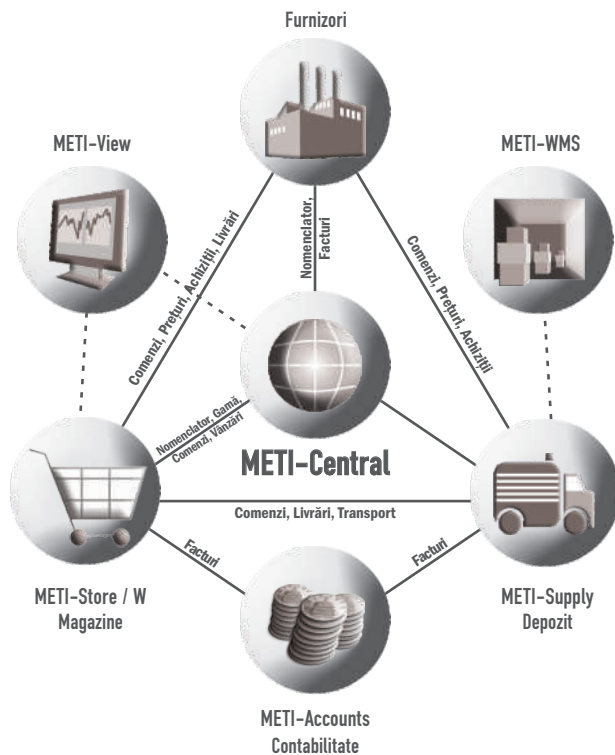 Furnizori
METI-View
METI-WMS
Comenzi, Prețuri, Achiziții, Livrări
Nomenclator,
Facturi
Comenzi, Prețuri, Achiziții
Nomenclator, Gamă,
Comenzi, Vânzări
METI-Central
Comenzi, Livrări, Transport
Facturi
Facturi
METI-Store / W
Magazine
METI-Supply
Depozit
METI-Accounts
Contabilitate